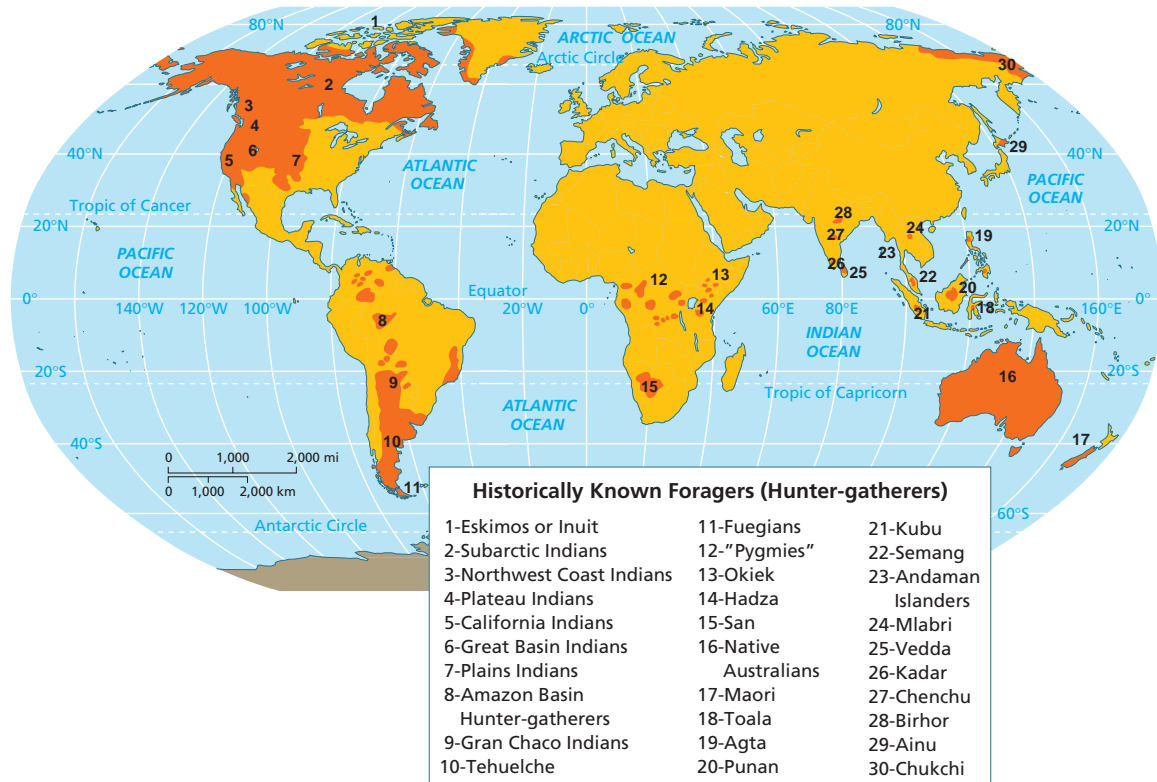 1
80°N
ARCTIC OCEAN
80°N
Arctic Circle
30
2
3
4
29
40°N
5
6
7
ATLANTIC
OCEAN
40°N
PACIFIC
OCEAN
Tropic of Cancer
28
20°N
27
24
19
20°N
PACIFIC
OCEAN
23
26
25
22
12
13
20
0°
140°W
120°W
100°W
Equator
20°W
0°
20°E
14
60°E
80°E
21
18
160°E
0°
8
INDIAN
OCEAN
20°S
9
15
Tropic of Capricorn
16
20°S
ATLANTIC
OCEAN
40°S
10
17
0 1,000 2,000 mi
0 1,000 2,000 km
11
60°S
Antarctic Circle
Historically Known Foragers (Hunter-gatherers)
1-Eskimos or Inuit
2-Subarctic Indians
3-Northwest Coast Indians
4-Plateau Indians
5-California Indians
6-Great Basin Indians
7-Plains Indians
8-Amazon Basin
Hunter-gatherers
9-Gran Chaco Indians
10-Tehuelche
11-Fuegians
12-”Pygmies”
13-Okiek
14-Hadza
15-San
16-Native
Australians
17-Maori
18-Toala
19-Agta
20-Punan
21-Kubu
22-Semang
23-Andaman
Islanders
24-Mlabri
25-Vedda
26-Kadar
27-Chenchu
28-Birhor
29-Ainu
30-Chukchi